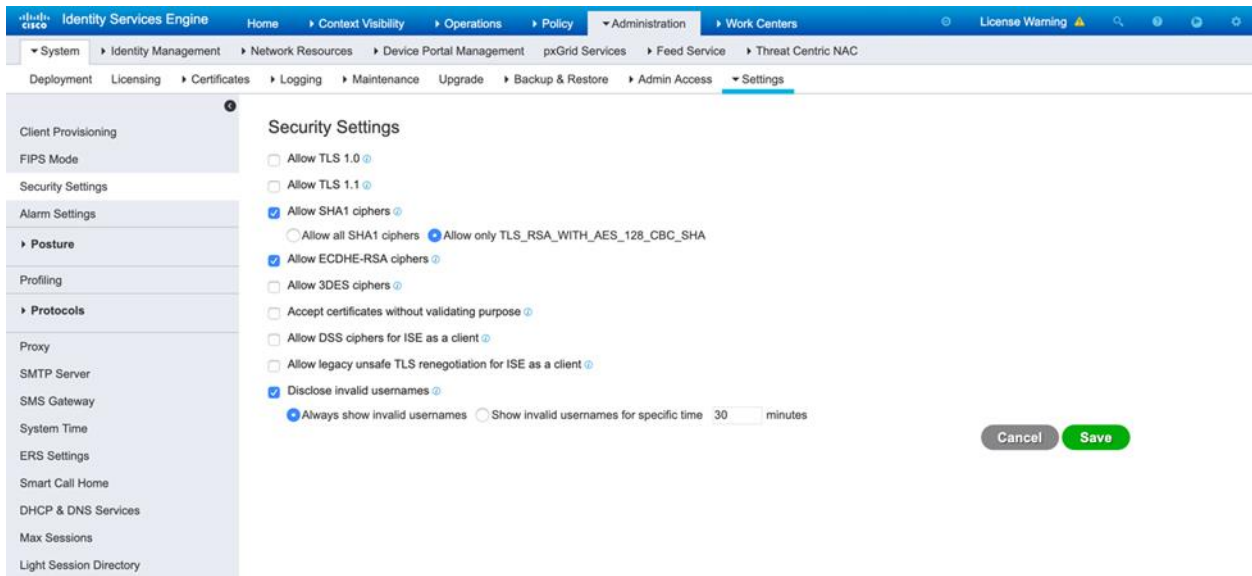 cisco Identity Services Engine Home Context Visibility Operations Policy Administration Work Centers License Warning
System Identity Management Network Resources Device Portal Management pxGrid Services Feed Service Threat Centric NAC
Deployment Licensing Certificates Logging Maintenance Upgrade Backup & Restore Admin Access Settings
Client Provisioning
FIPS Mode
Security Settings
Alarm Settings
Posture
Profiling
Protocols
Proxy
SMTP Server
SMS Gateway
System Time
ERS Settings
Smart Call Home
DHCP & DNS Services
Max Sessions
Light Session Directory
Security Settings
Allow TLS 1.0
Allow TLS 1.1
Allow SHA1 ciphers
Allow all SHA1 ciphers Allow only TLS_RSA_WITH_AES_128_CBC_SHA
Allow ECDHE-RSA ciphers
Allow 3DES ciphers
Accept certificates without validating purpose
Allow DSS ciphers for ISE as a client
Allow legacy unsafe TLS renegotiation for ISE as a client
Disclose invalid usernames
Always show invalid usernames Show invalid usernames for specific time 30 minutes
Cancel Save